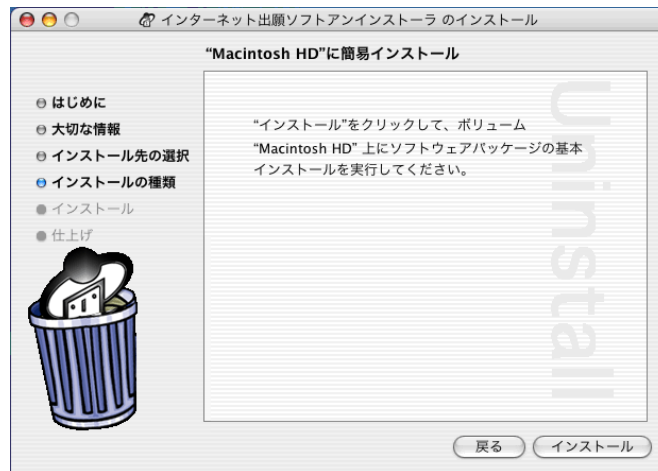 インターネット出願ソフトアンインストーラ のインストール
“Macintosh HD”に簡易インストール
はじめに
大切な情報
インストール先の選択
インストールの種類
インストール
仕上げ
“インストール”をクリックして、ボリューム
“Macintosh HD” 上にソフトウェアパッケージの基本
インストールを実行してください。
Uninstall
戻る
インストール